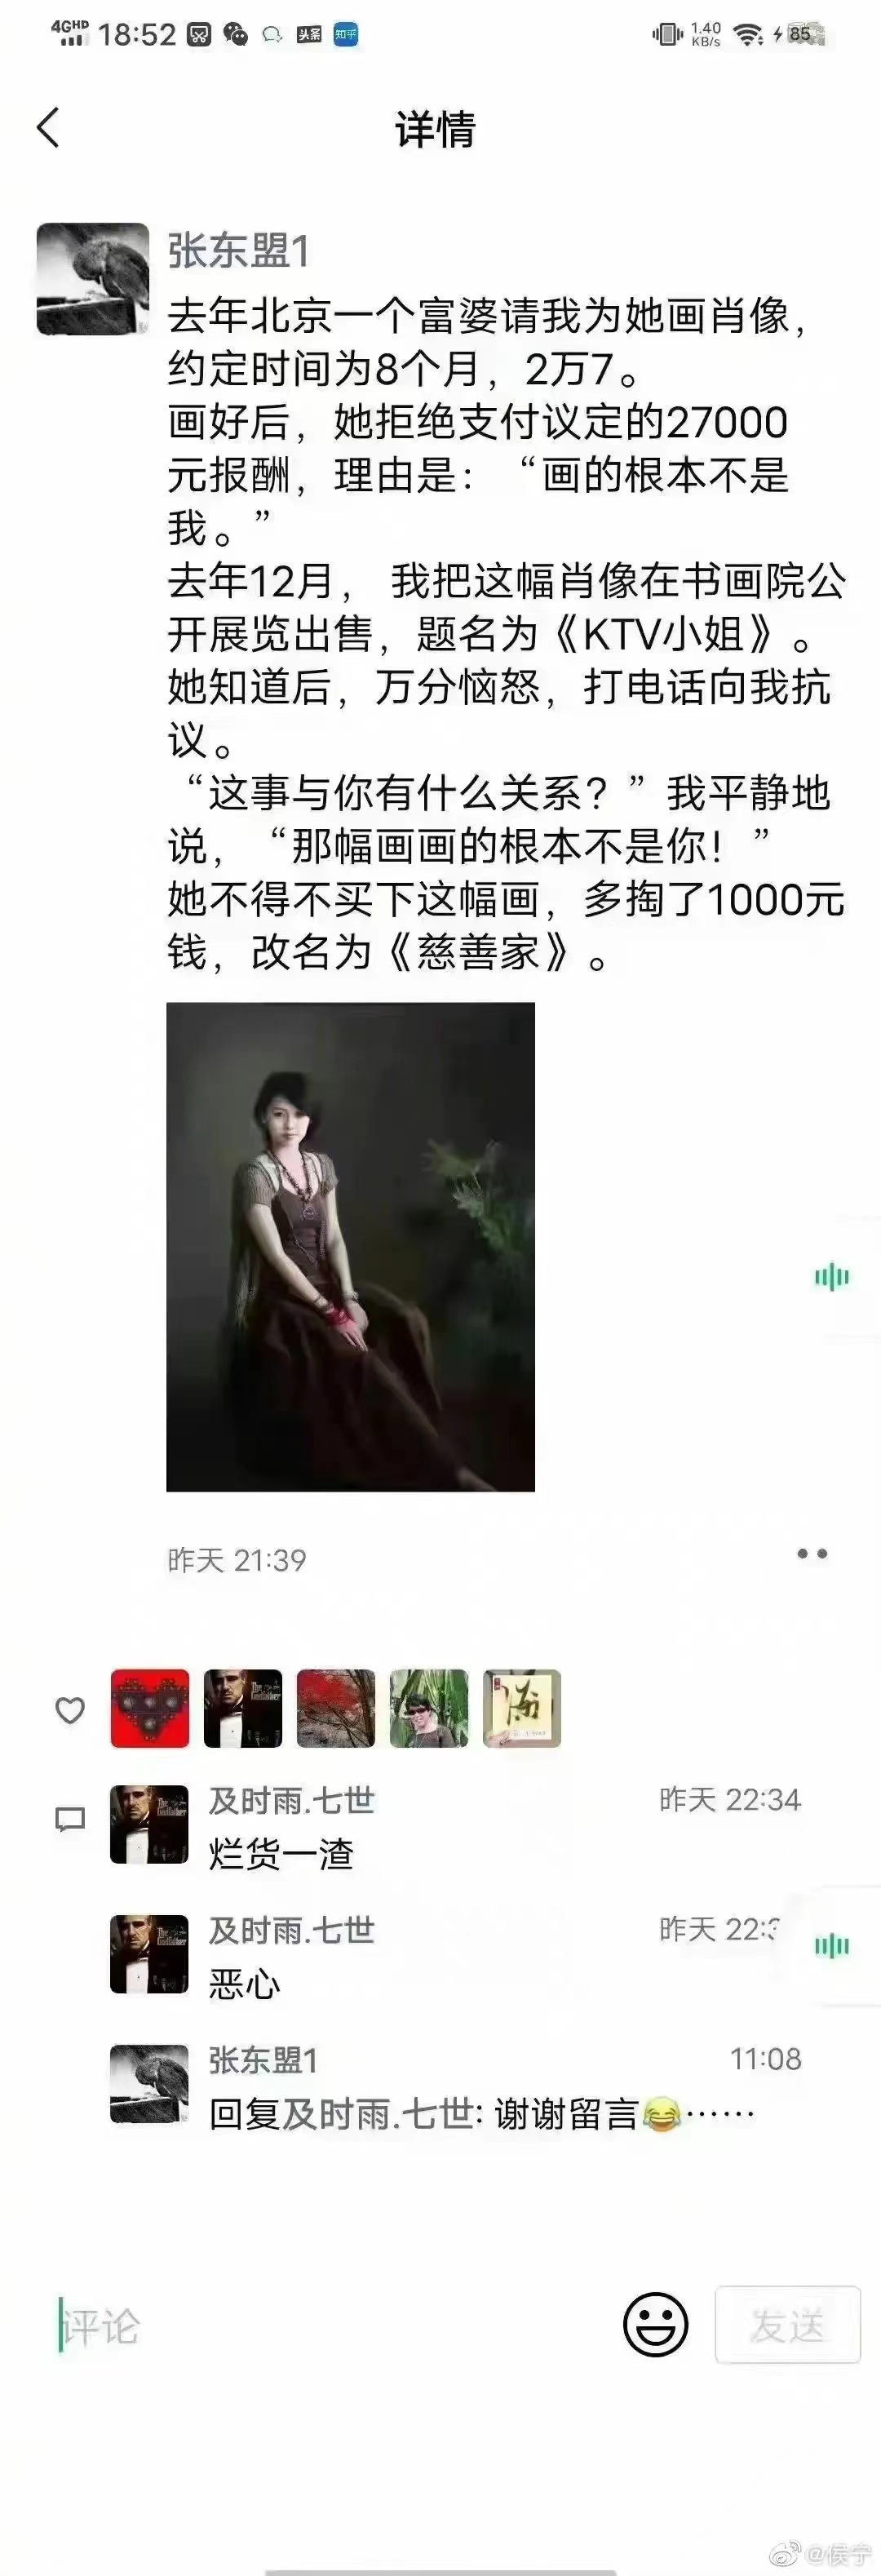 4GHD 18:52 头条 知乎 1.40 KB/s 85
详情
张东盟1
去年北京一个富婆请我为她画肖像，
约定时间为8个月，2万7。
画好后，她拒绝支付议定的27000
元报酬，理由是：“画的根本不是
我。”
去年12月， 我把这幅肖像在书画院公
开展览出售，题名为《KTV小姐》。
她知道后，万分恼怒，打电话向我抗
议。
“这事与你有什么关系？”我平静地
说，“那幅画画的根本不是你！”
她不得不买下这幅画，多掏了1000元
钱，改名为《慈善家》。
昨天 21:39
The Godfather
及时雨.七世 昨天 22:34
烂货一渣
及时雨.七世 昨天 22:3
恶心
张东盟1 11:08
回复及时雨.七世: 谢谢留言😂……
评论 发送
@侯宁